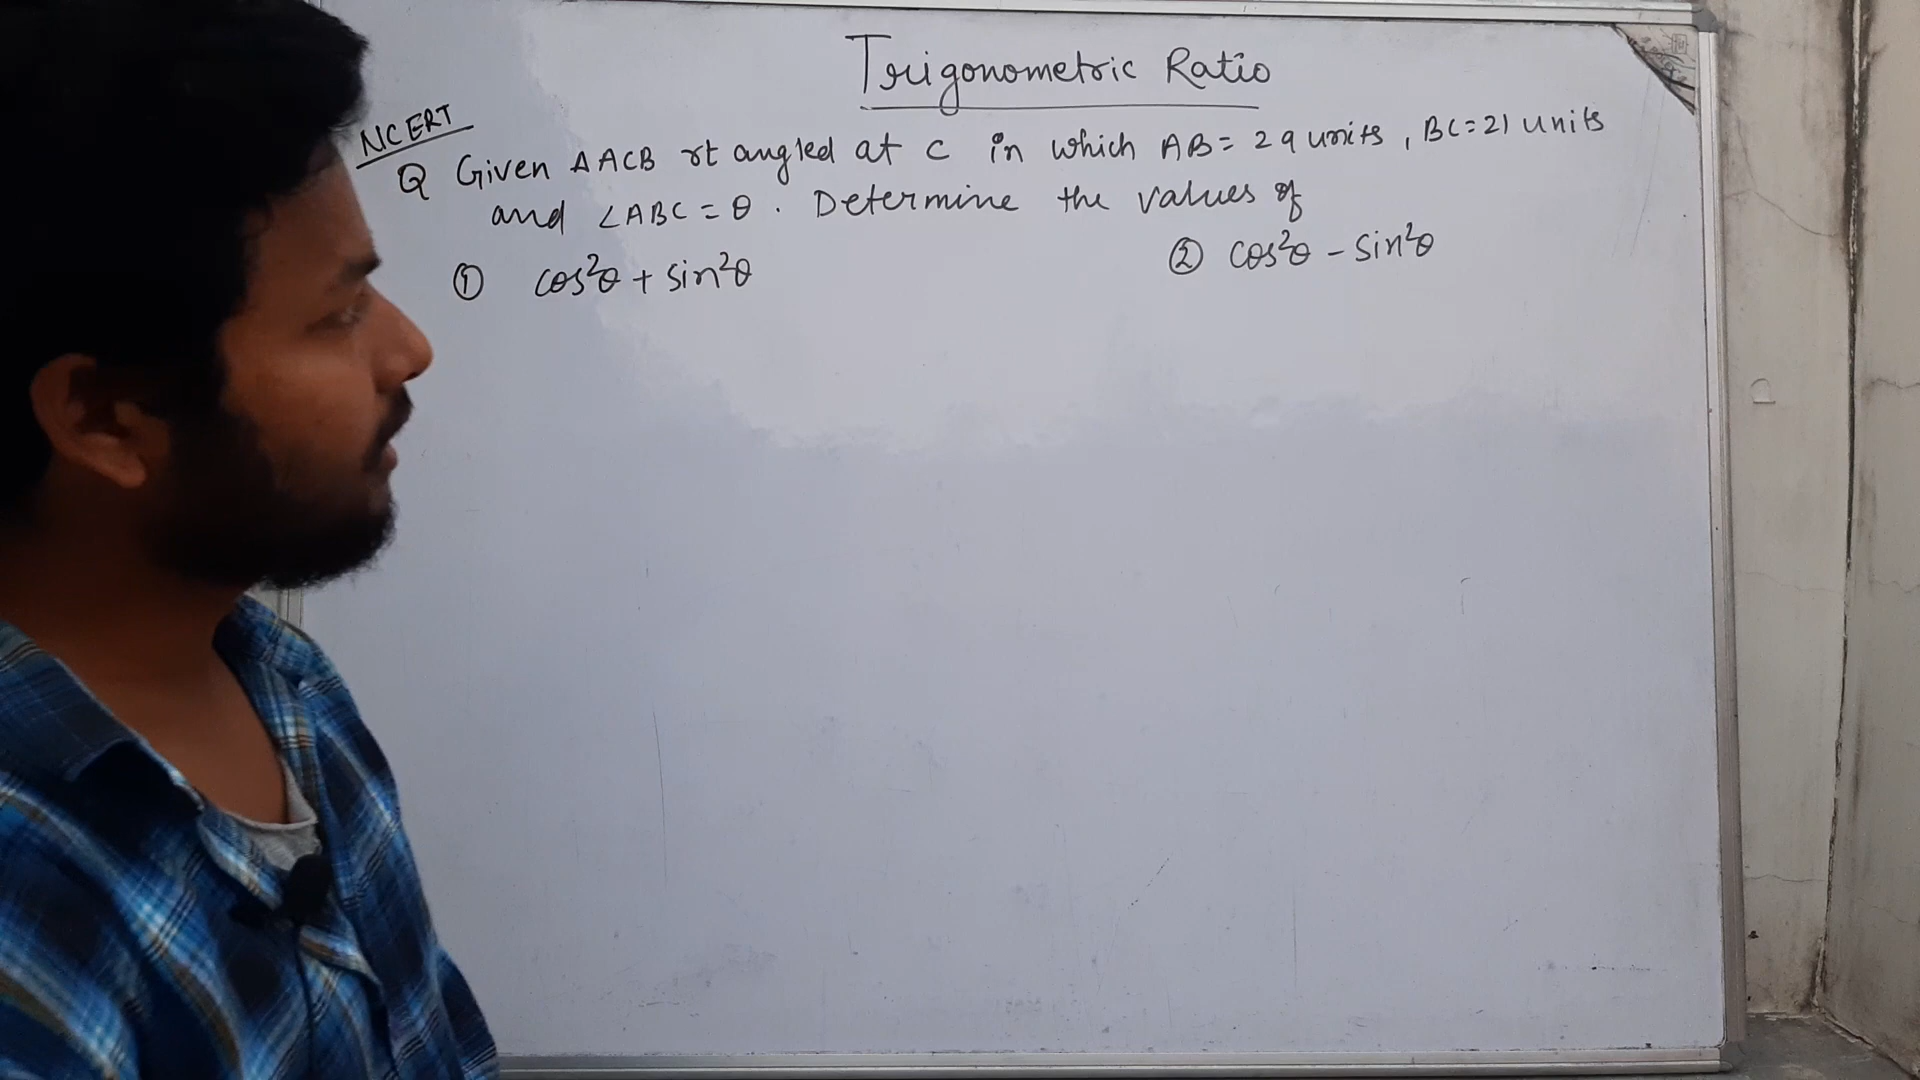 Trigonometric Ratio
NCERT
Q Given ΔACB rt angled at C in which AB = 29 units, BC = 21 units
and ∠ABC = θ. Determine the values of
① cos²θ + sin²θ ② cos²θ - sin²θ